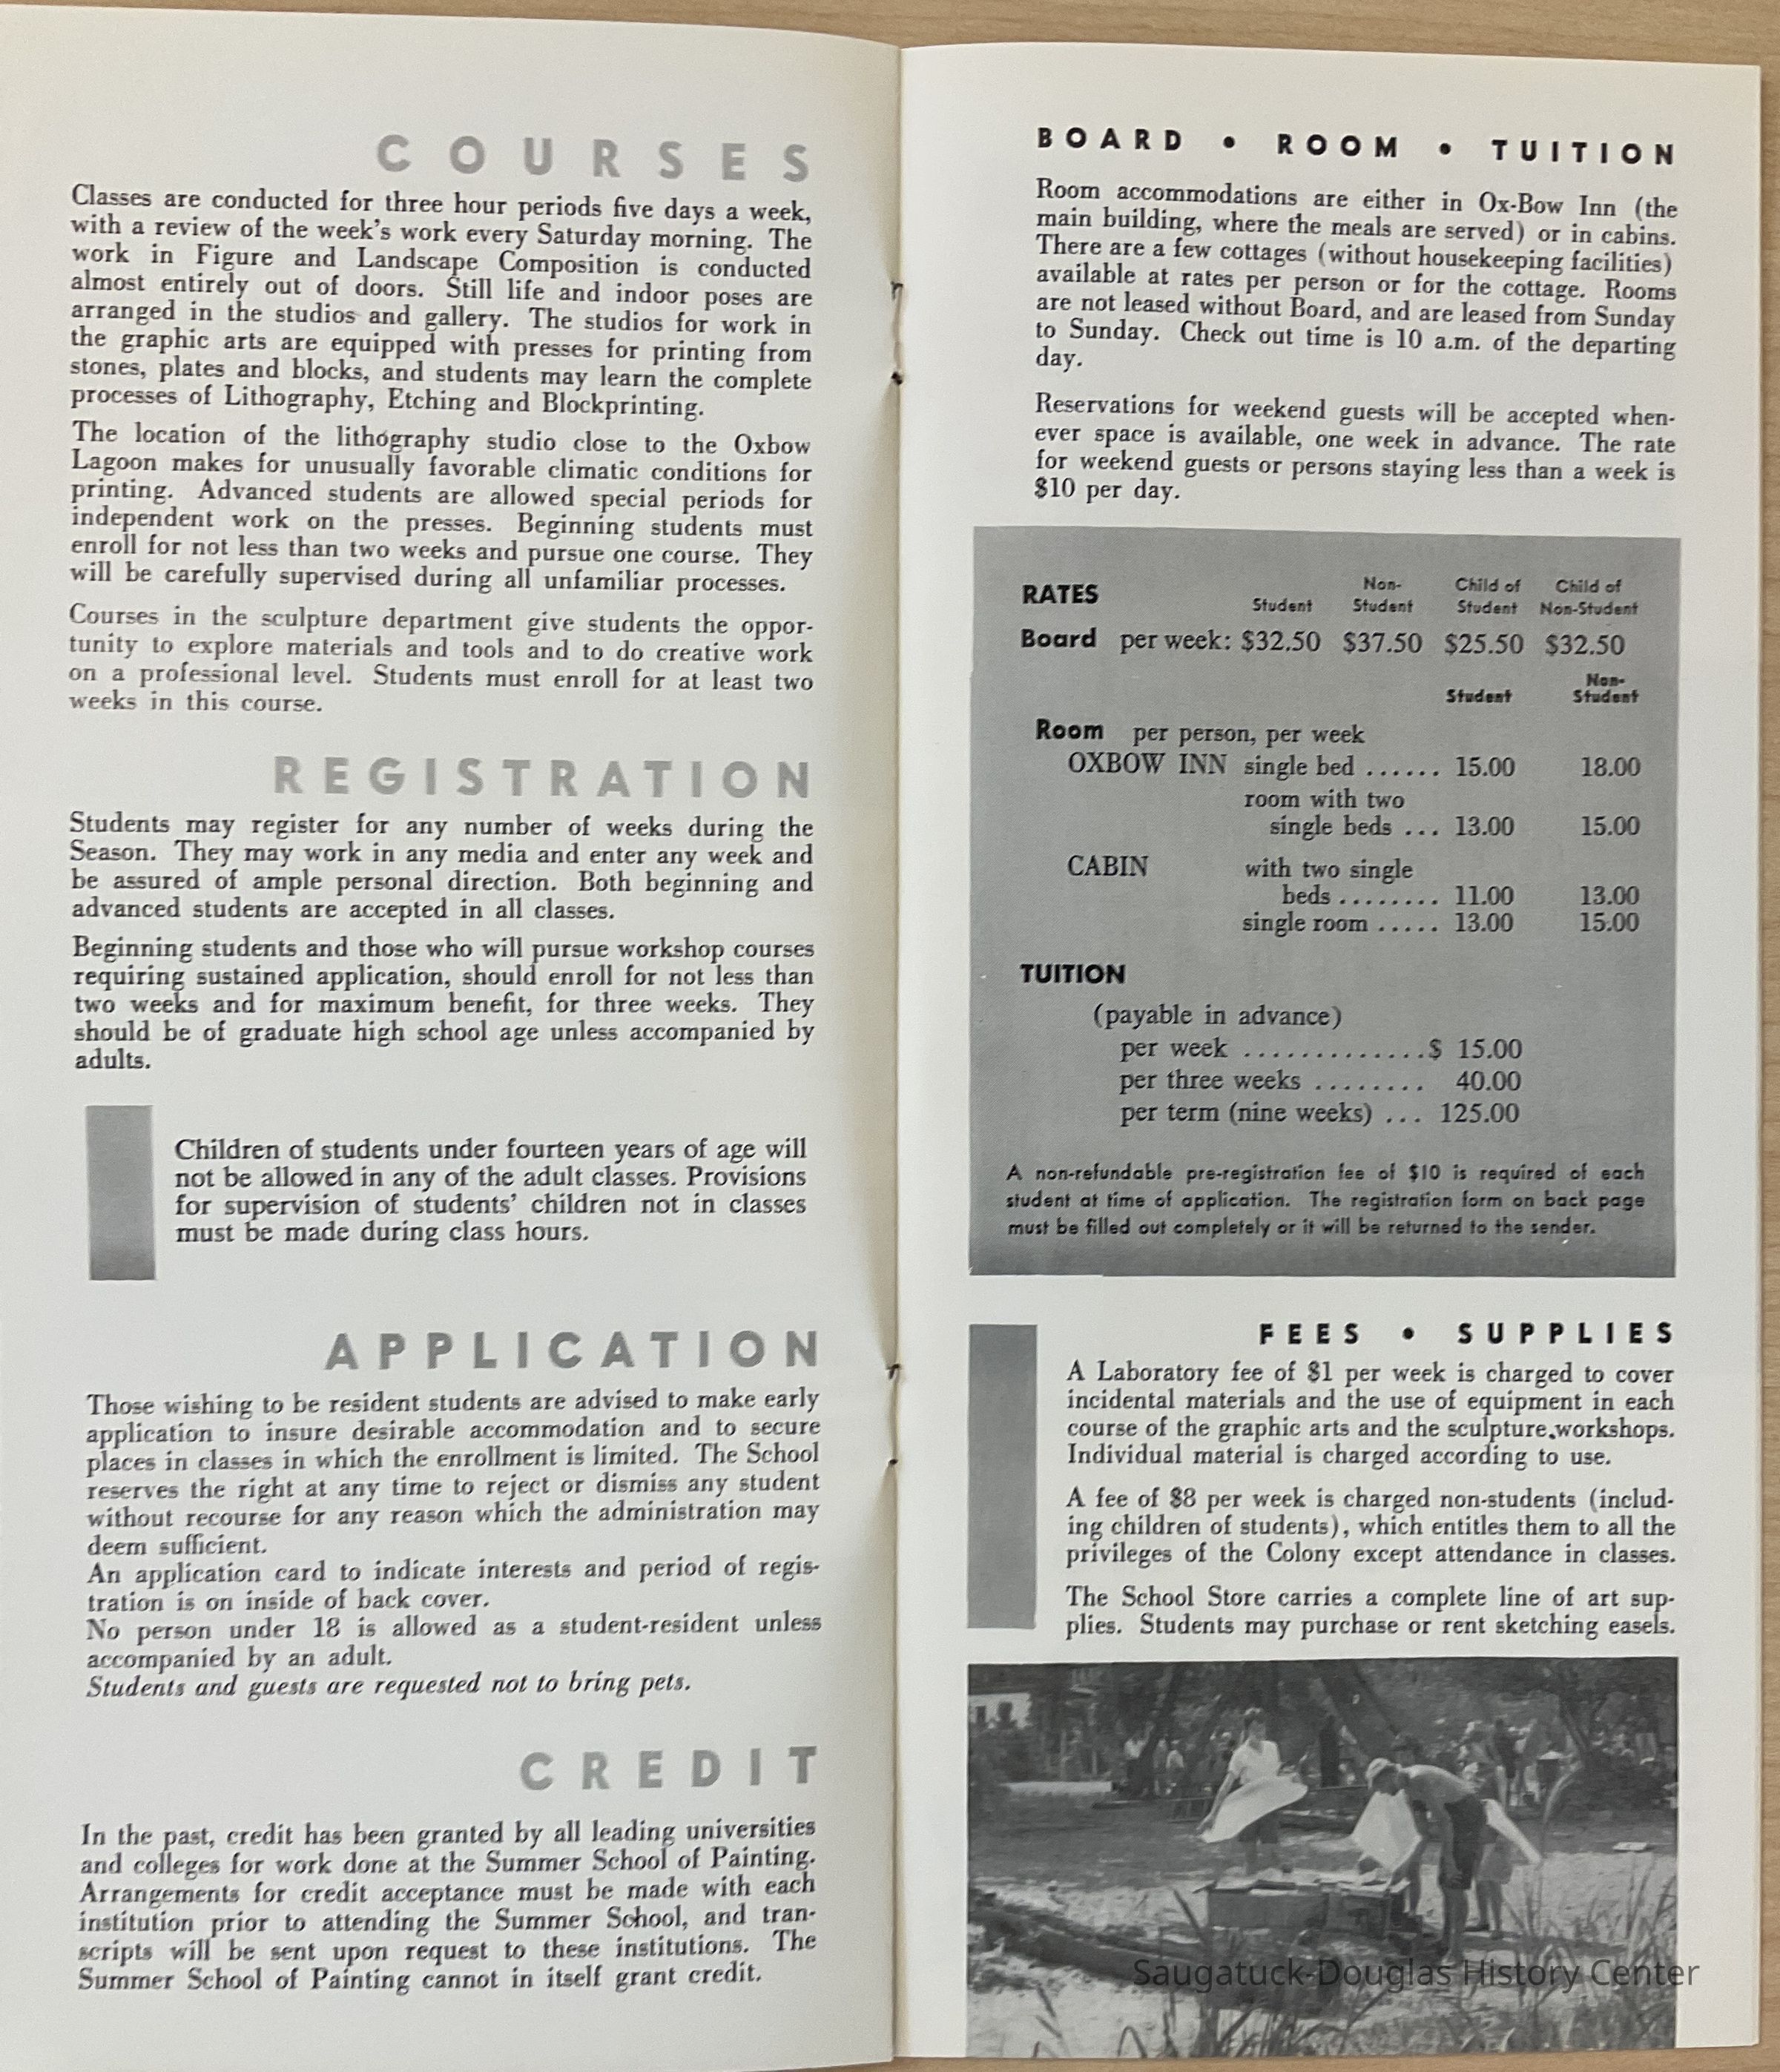 COURSES
Classes are conducted for three hour periods five days a week,
with a review of the week's work every Saturday morning. The
work in Figure and Landscape Composition is conducted
almost entirely out of doors. Still life and indoor poses are
arranged in the studios and gallery. The studios for work in
the graphic arts are equipped with presses for printing from
stones, plates and blocks, and students may learn the complete
processes of Lithography, Etching and Blockprinting.
The location of the lithography studio close to the Oxbow
Lagoon makes for unusually favorable climatic conditions for
printing. Advanced students are allowed special periods for
independent work on the presses. Beginning students must
enroll for not less than two weeks and pursue one course. They
will be carefully supervised during all unfamiliar processes.
Courses in the sculpture department give students the oppor-
tunity to explore materials and tools and to do creative work
on a professional level. Students must enroll for at least two
weeks in this course.
REGISTRATION
Students may register for any number of weeks during the
Season. They may work in any media and enter any week and
be assured of ample personal direction. Both beginning and
advanced students are accepted in all classes.
Beginning students and those who will pursue workshop courses
requiring sustained application, should enroll for not less than
two weeks and for maximum benefit, for three weeks. They
should be of graduate high school age unless accompanied by
adults.
Children of students under fourteen years of age will
not be allowed in any of the adult classes. Provisions
for supervision of students' children not in classes
must be made during class hours.
APPLICATION
Those wishing to be resident students are advised to make early
application to insure desirable accommodation and to secure
places in classes in which the enrollment is limited. The School
reserves the right at any time to reject or dismiss any student
without recourse for any reason which the administration may
deem sufficient.
An application card to indicate interests and period of regis-
tration is on inside of back cover.
No person under 18 is allowed as a student-resident unless
accompanied by an adult.
Students and guests are requested not to bring pets.
CREDIT
In the past, credit has been granted by all leading universities
and colleges for work done at the Summer School of Painting.
Arrangements for credit acceptance must be made with each
institution prior to attending the Summer School, and tran-
scripts will be sent upon request to these institutions. The
Summer School of Painting cannot in itself grant credit.
BOARD • ROOM • TUITION
Room accommodations are either in Ox-Bow Inn (the
main building, where the meals are served) or in cabins.
There are a few cottages (without housekeeping facilities)
available at rates per person or for the cottage. Rooms
are not leased without Board, and are leased from Sunday
to Sunday. Check out time is 10 a.m. of the departing
day.
Reservations for weekend guests will be accepted when-
ever space is available, one week in advance. The rate
for weekend guests or persons staying less than a week is
$10 per day.
Non- Child of Child of
RATES Student Student Student Non-Student
Board per week: $32.50 $37.50 $25.50 $32.50
Non-
Student Student
Room per person, per week
OXBOW INN single bed ...... 15.00 18.00
room with two
single beds ... 13.00 15.00
CABIN with two single
beds ........ 11.00 13.00
single room ..... 13.00 15.00
TUITION
(payable in advance)
per week .............$ 15.00
per three weeks ........ 40.00
per term (nine weeks) ... 125.00
A non-refundable pre-registration fee of $10 is required of each
student at time of application. The registration form on back page
must be filled out completely or it will be returned to the sender.
FEES • SUPPLIES
A Laboratory fee of $1 per week is charged to cover
incidental materials and the use of equipment in each
course of the graphic arts and the sculpture workshops.
Individual material is charged according to use.
A fee of $8 per week is charged non-students (includ-
ing children of students), which entitles them to all the
privileges of the Colony except attendance in classes.
The School Store carries a complete line of art sup-
plies. Students may purchase or rent sketching easels.
Saugatuck-Douglas History Center